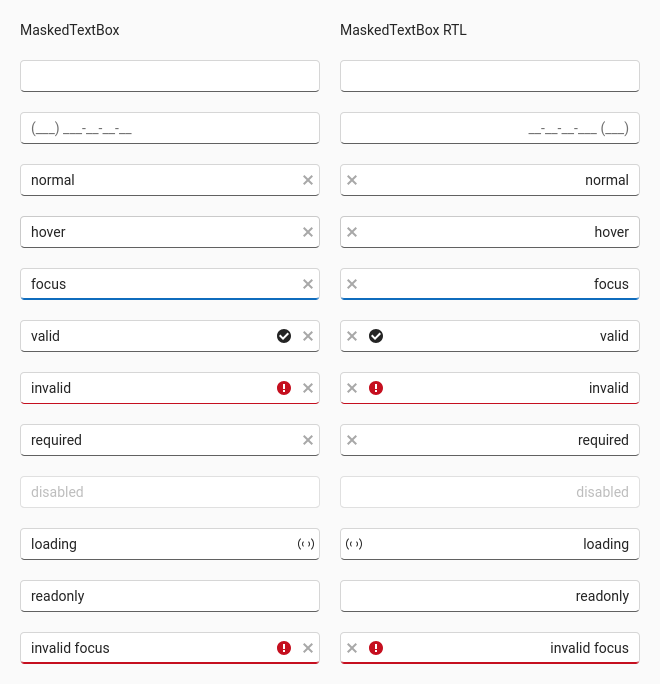 MaskedTextBox MaskedTextBox RTL
(___) ___-__-__-__ __-__-__-___ (___)
normal normal
hover hover
focus focus
valid valid
invalid invalid
required required
disabled disabled
loading loading
readonly readonly
invalid focus invalid focus